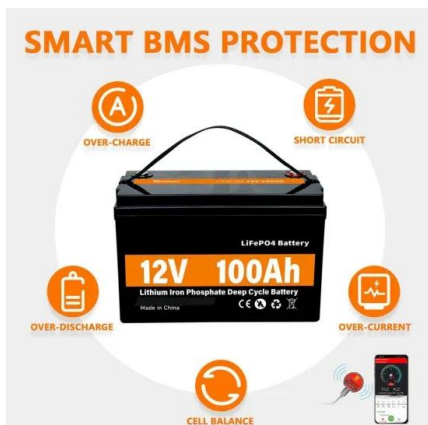 SMART BMS PROTECTION
OVER-CHARGE
SHORT CIRCUIT
LiFePO4 Battery
12V 100Ah
Lithium Iron Phosphate Deep Cycle Battery
Made in China
CE
OVER-DISCHARGE
OVER-CURRENT
CELL BALANCE